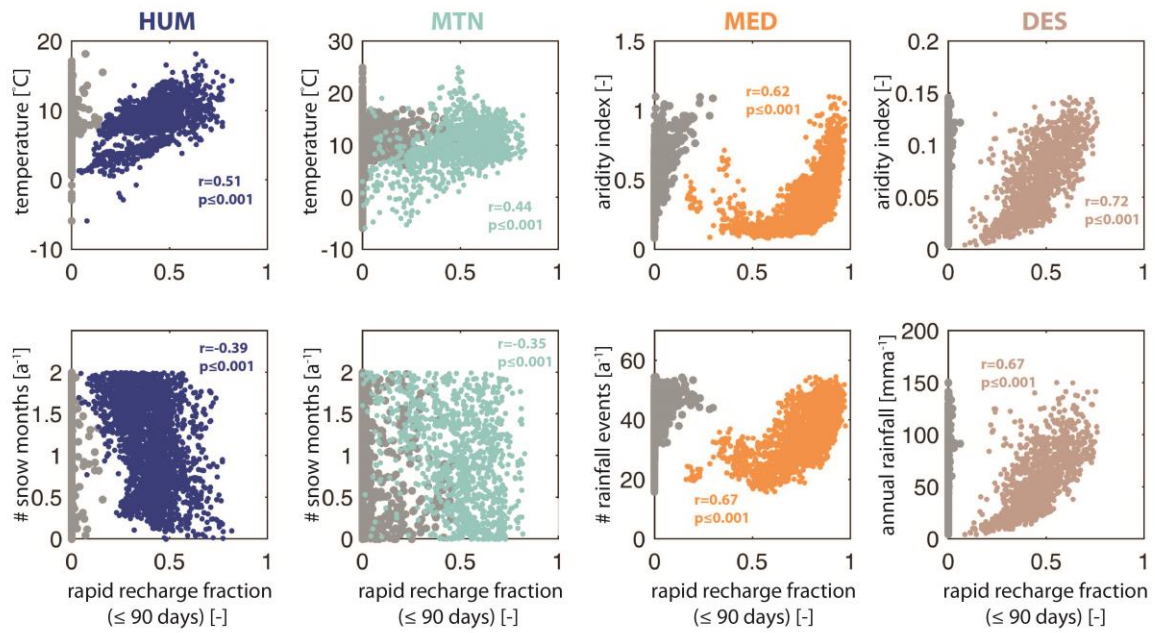 HUM
MTN
MED
DES
temperature [°C]
20
10
0
-10
0
0.5
1
r=0.51
p≤0.001
temperature [°C]
30
20
10
0
-10
0
0.5
1
r=0.44
p≤0.001
aridity index [-]
1.5
1
0.5
0
0
0.5
1
r=0.62
p≤0.001
aridity index [-]
0.15
0.1
0.05
0
0
0.5
1
r=0.72
p≤0.001
# snow months [a⁻¹]
2
1.5
1
0.5
0
0
0.5
1
r=-0.39
p≤0.001
rapid recharge fraction
(≤ 90 days) [-]
# snow months [a⁻¹]
2
1.5
1
0.5
0
0
0.5
1
r=-0.35
p≤0.001
rapid recharge fraction
(≤ 90 days) [-]
# rainfall events [a⁻¹]
60
40
20
0
0
0.5
1
r=0.67
p≤0.001
rapid recharge fraction
(≤ 90 days) [-]
annual rainfall [mma⁻¹]
200
150
100
50
0
0
0.5
1
r=0.67
p≤0.001
rapid recharge fraction
(≤ 90 days) [-]